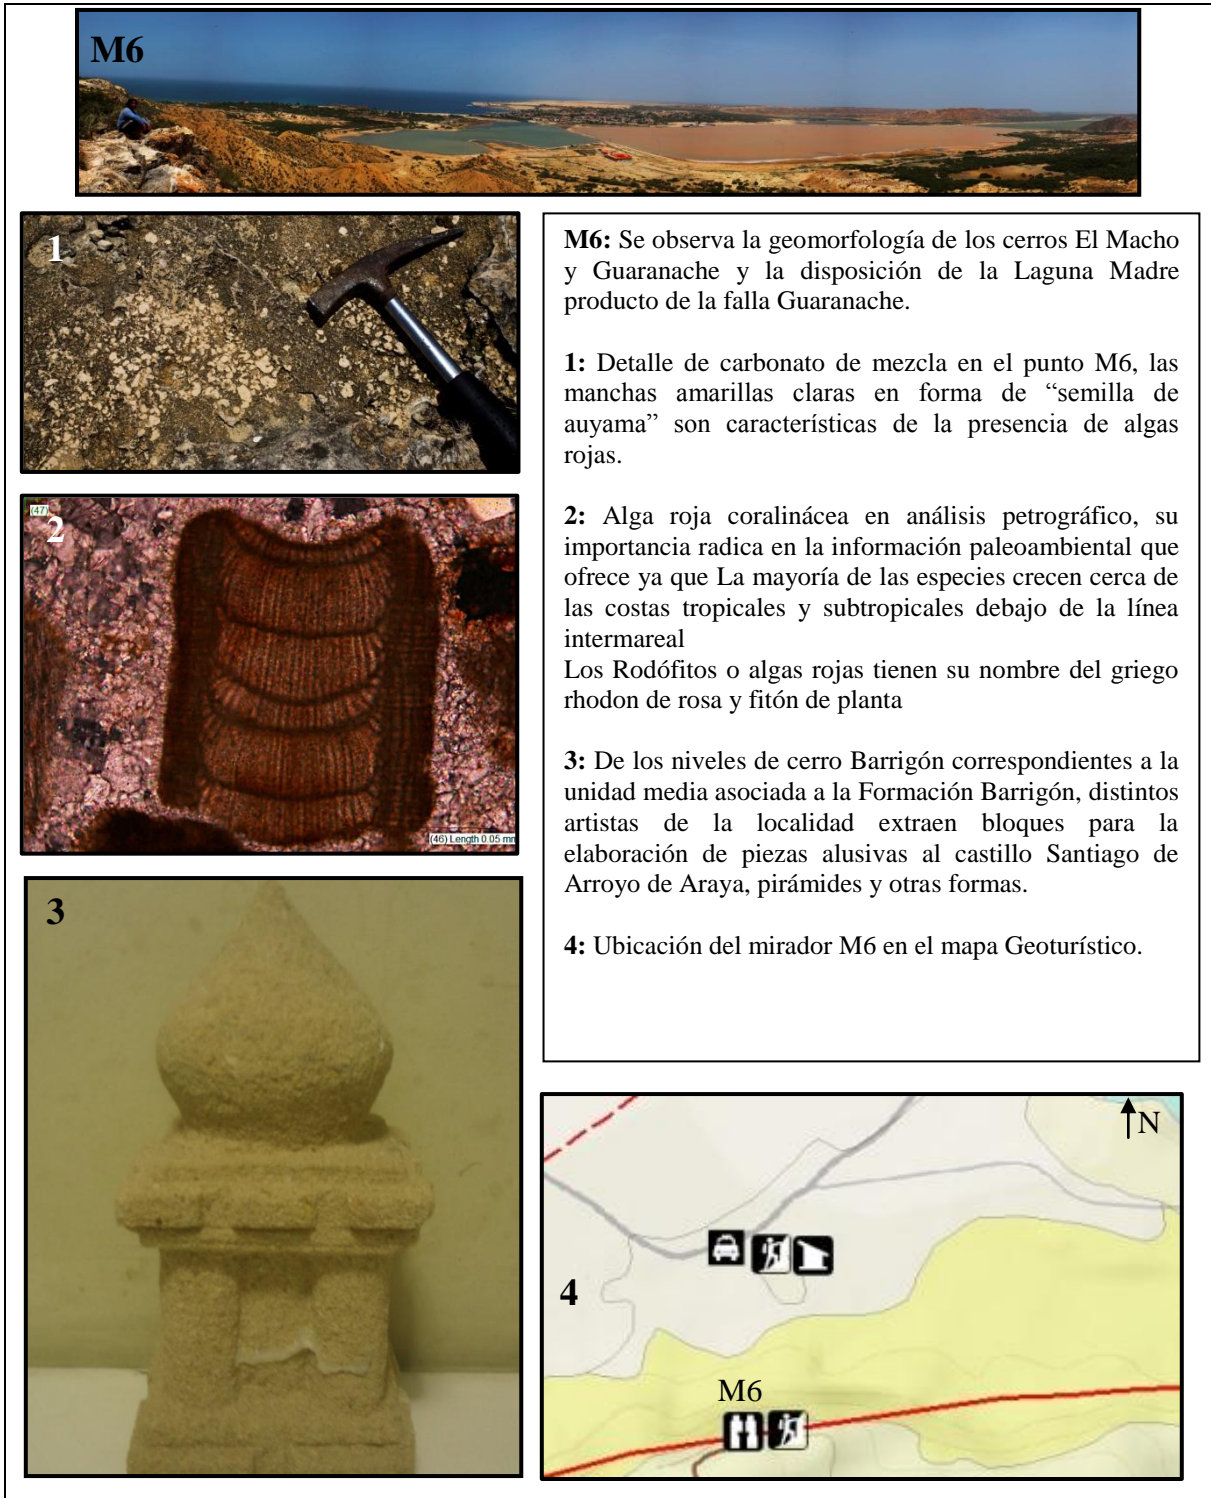 M6
1
M6: Se observa la geomorfología de los cerros El Macho
y Guaranache y la disposición de la Laguna Madre
producto de la falla Guaranache.
1: Detalle de carbonato de mezcla en el punto M6, las
manchas amarillas claras en forma de “semilla de
auyama” son características de la presencia de algas
rojas.
2: Alga roja coralinácea en análisis petrográfico, su
importancia radica en la información paleoambiental que
ofrece ya que La mayoría de las especies crecen cerca de
las costas tropicales y subtropicales debajo de la línea
intermareal
Los Rodófitos o algas rojas tienen su nombre del griego
rhodon de rosa y fitón de planta
3: De los niveles de cerro Barrigón correspondientes a la
unidad media asociada a la Formación Barrigón, distintos
artistas de la localidad extraen bloques para la
elaboración de piezas alusivas al castillo Santiago de
Arroyo de Araya, pirámides y otras formas.
4: Ubicación del mirador M6 en el mapa Geoturístico.
(47)
2
(46) Length 0.05 mm
3
N
4
M6